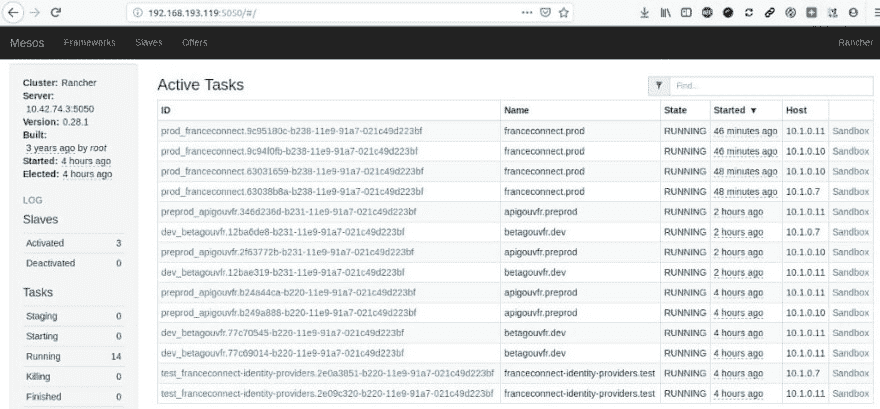 192.168.193.119:5050/#/
Mesos Frameworks Slaves Offers Rancher
Cluster: Rancher
Server:
10.42.74.3:5050
Version: 0.28.1
Built:
3 years ago by root
Started: 4 hours ago
Elected: 4 hours ago
LOG
Slaves
Activated 3
Deactivated 0
Tasks
Staging 0
Starting 0
Running 14
Killing 0
Finished 0
Active Tasks
Find...
ID Name State Started ▼ Host
prod_franceconnect.9c95180c-b238-11e9-91a7-021c49d223bf franceconnect.prod RUNNING 46 minutes ago 10.1.0.11 Sandbox
prod_franceconnect.9c94f0fb-b238-11e9-91a7-021c49d223bf franceconnect.prod RUNNING 46 minutes ago 10.1.0.10 Sandbox
prod_franceconnect.63031659-b238-11e9-91a7-021c49d223bf franceconnect.prod RUNNING 48 minutes ago 10.1.0.10 Sandbox
prod_franceconnect.63038b8a-b238-11e9-91a7-021c49d223bf franceconnect.prod RUNNING 48 minutes ago 10.1.0.7 Sandbox
preprod_apigouvfr.346d236d-b231-11e9-91a7-021c49d223bf apigouvfr.preprod RUNNING 2 hours ago 10.1.0.11 Sandbox
dev_betagouvfr.12ba6de8-b231-11e9-91a7-021c49d223bf betagouvfr.dev RUNNING 2 hours ago 10.1.0.7 Sandbox
preprod_apigouvfr.2f63772b-b231-11e9-91a7-021c49d223bf apigouvfr.preprod RUNNING 2 hours ago 10.1.0.10 Sandbox
dev_betagouvfr.12bae319-b231-11e9-91a7-021c49d223bf betagouvfr.dev RUNNING 2 hours ago 10.1.0.11 Sandbox
preprod_apigouvfr.b24a44ca-b220-11e9-91a7-021c49d223bf apigouvfr.preprod RUNNING 4 hours ago 10.1.0.11 Sandbox
preprod_apigouvfr.b249a888-b220-11e9-91a7-021c49d223bf apigouvfr.preprod RUNNING 4 hours ago 10.1.0.10 Sandbox
dev_betagouvfr.77c70545-b220-11e9-91a7-021c49d223bf betagouvfr.dev RUNNING 4 hours ago 10.1.0.11 Sandbox
dev_betagouvfr.77c69014-b220-11e9-91a7-021c49d223bf betagouvfr.dev RUNNING 4 hours ago 10.1.0.11 Sandbox
test_franceconnect-identity-providers.2e0a3851-b220-11e9-91a7-021c49d223bf franceconnect-identity-providers.test RUNNING 4 hours ago 10.1.0.7 Sandbox
test_franceconnect-identity-providers.2e09c320-b220-11e9-91a7-021c49d223bf franceconnect-identity-providers.test RUNNING 4 hours ago 10.1.0.11 Sandbox